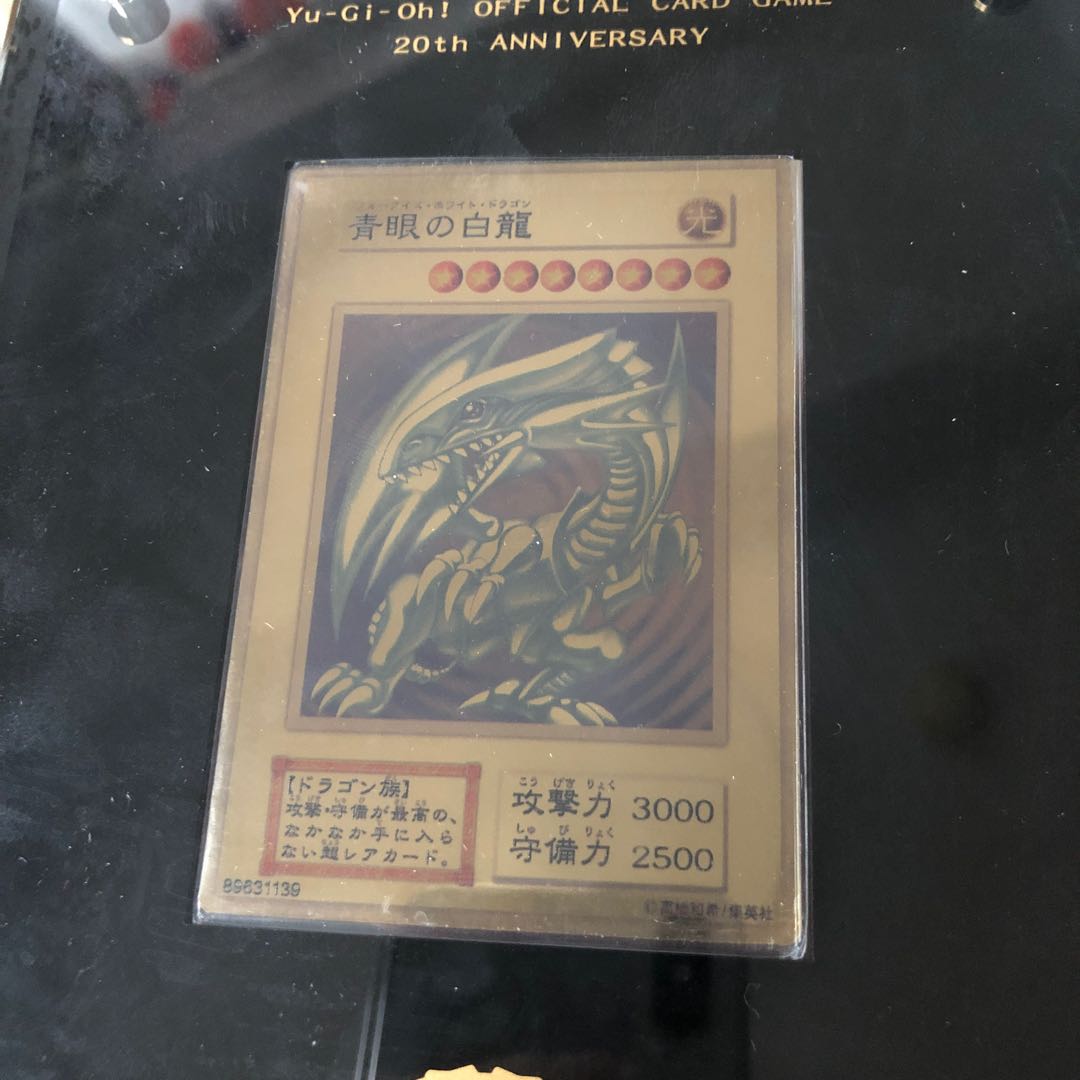 Yu-Gi-Oh! OFFICIAL CARD GAME
20th ANNIVERSARY
ブルーアイズ・ホワイト・ドラゴン
青眼の白龍
光
【ドラゴン族】
攻撃・守備が最高の、
なかなか手に入ら
ない超レアカード。
こう げき りょく
攻撃力 3000
しゅ び りょく
守備力 2500
89631139
©高橋和希/集英社